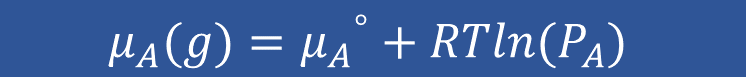 μ_A(g) = μ_A° + RTln(P_A)